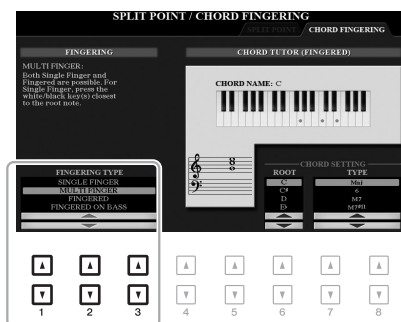 SPLIT POINT / CHORD FINGERING
SPLIT POINT
CHORD FINGERING
FINGERING
MULTI FINGER:
Both Single Finger and
Fingered are possible. For
Single Finger, press the
white/black key(s) closest
to the root note.
CHORD TUTOR (FINGERED)
CHORD NAME: C
FINGERING TYPE
SINGLE FINGER
MULTI FINGER
FINGERED
FINGERED ON BASS
CHORD SETTING
ROOT
TYPE
C
Maj
C#
6
D
M7
E♭
M7#11
1 2 3 4 5 6 7 8